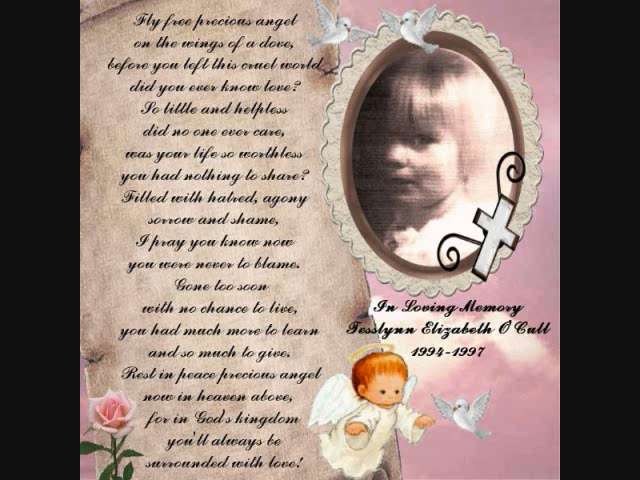 Fly free precious angel
on the wings of a dove,
before you left this cruel world,
did you ever know love?
So little and helpless
did no one ever care,
was your life so worthless
you had nothing to share?
Filled with hatred, agony
sorrow and shame,
I pray you know now
you were never to blame.
Gone too soon
with no chance to live,
you had much more to learn
and so much to give.
Rest in peace precious angel
now in heaven above,
for in God's kingdom
you'll always be
surrounded with love!
In Loving Memory
Tesslynn Elizabeth O'Cull
1994-1997